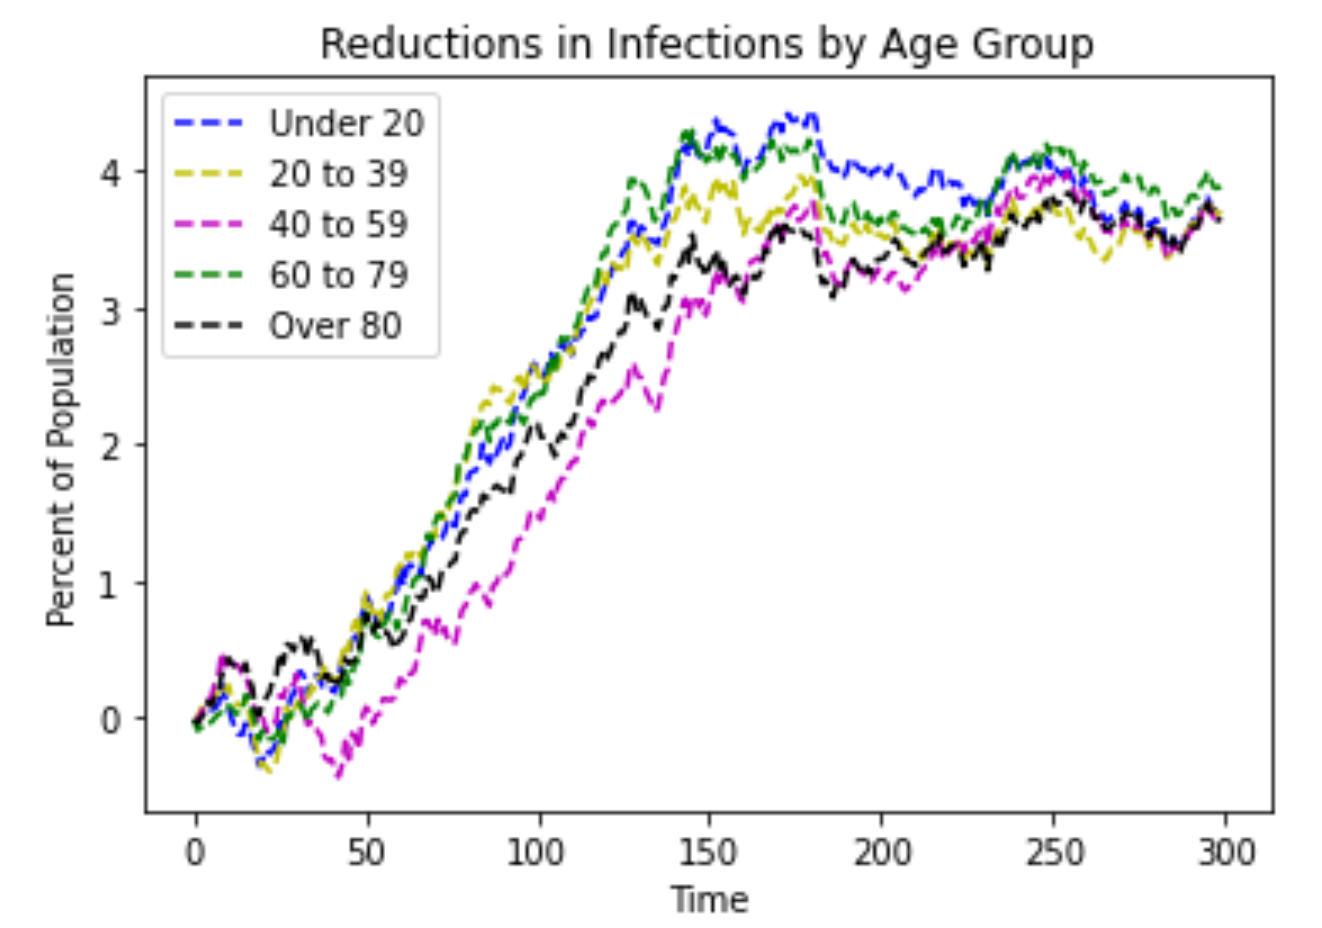 Reductions in Infections by Age Group
Under 20
20 to 39
40 to 59
60 to 79
Over 80
Percent of Population
4
3
2
1
0
0 50 100 150 200 250 300
Time